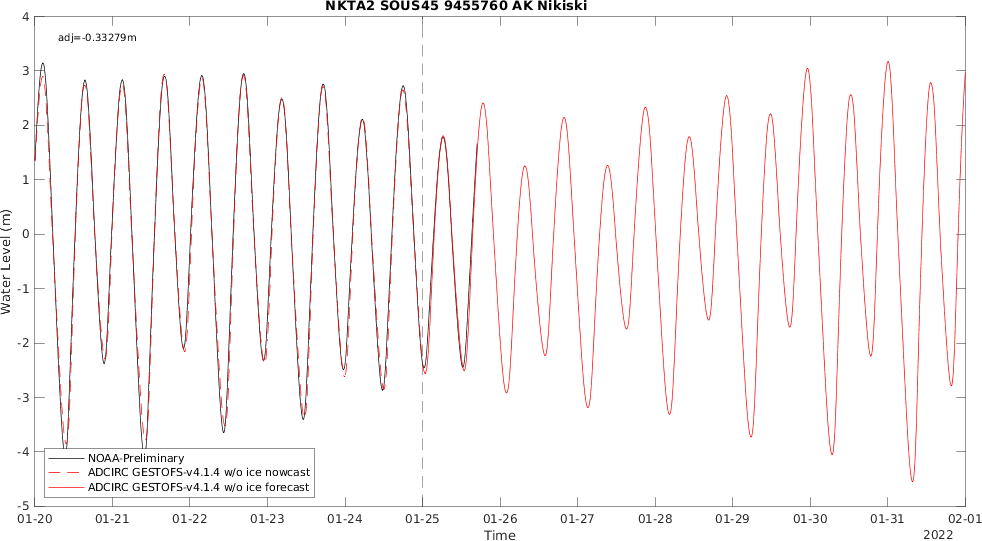 NKTA2 SOUS45 9455760 AK Nikiski
adj=-0.33279m
4
3
2
1
0
-1
-2
-3
-4
-5
Water Level (m)
NOAA-Preliminary
ADCIRC GESTOFS-v4.1.4 w/o ice nowcast
ADCIRC GESTOFS-v4.1.4 w/o ice forecast
01-20 01-21 01-22 01-23 01-24 01-25 01-26 01-27 01-28 01-29 01-30 01-31 02-01
Time
2022